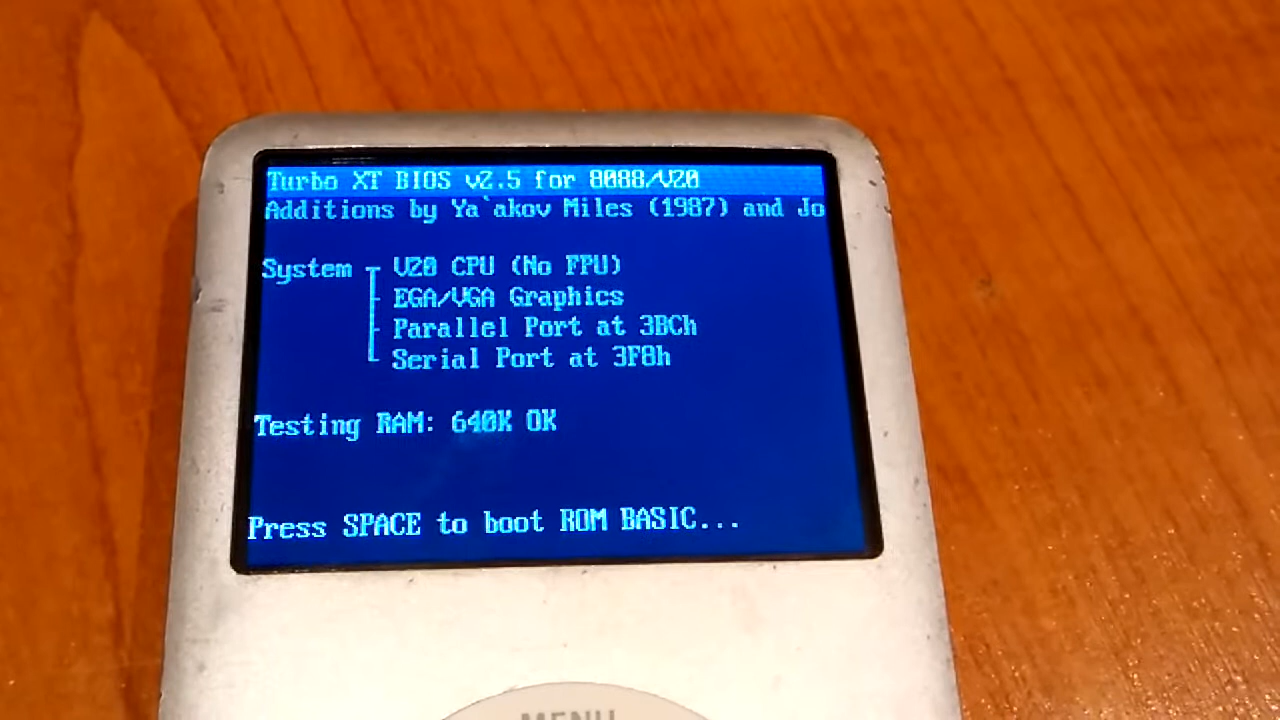 Turbo XT BIOS v2.5 for 8088/V20
Additions by Ya`akov Miles (1987) and Jo
System V20 CPU (No FPU)
EGA/VGA Graphics
Parallel Port at 3BCh
Serial Port at 3F8h
Testing RAM: 640K OK
Press SPACE to boot ROM BASIC...
MENU